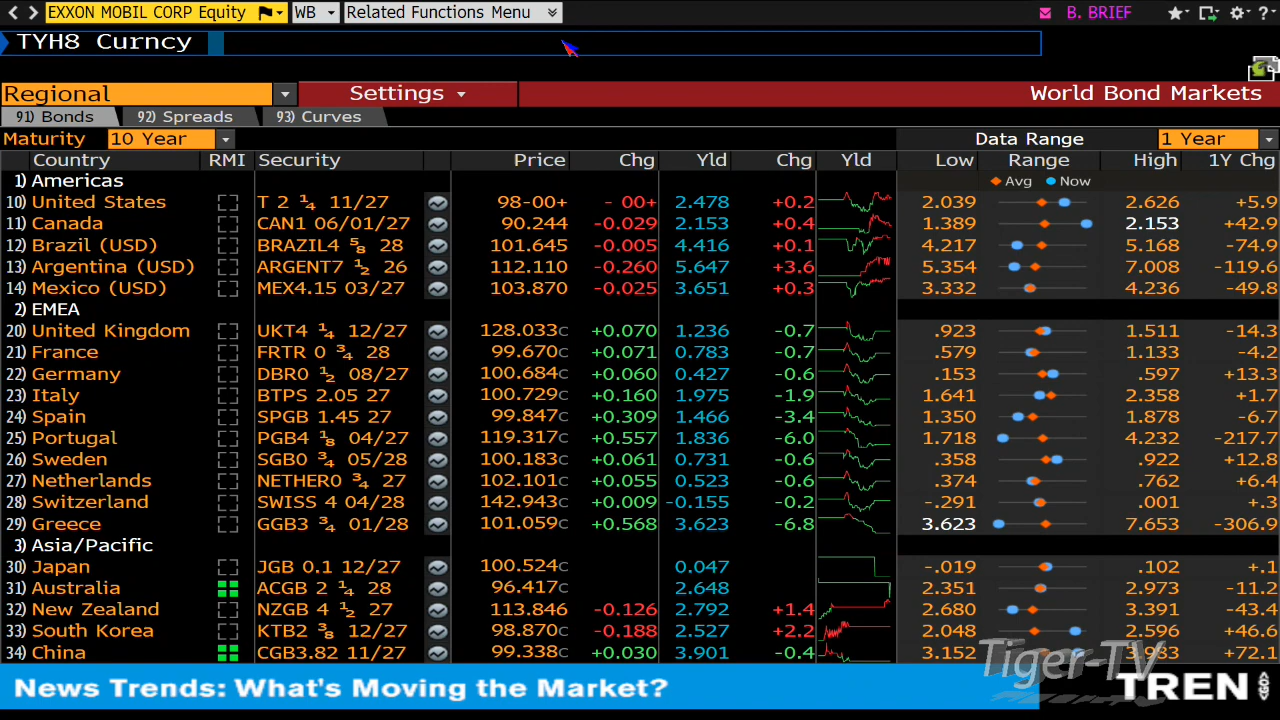 EXXON MOBIL CORP Equity WB Related Functions Menu B. BRIEF ?
TYH8 Curncy
Regional Settings World Bond Markets
91) Bonds 92) Spreads 93) Curves
Maturity 10 Year Data Range 1 Year
Country RMI Security Price Chg Yld Chg Yld Low Range High 1Y Chg
1) Americas Avg Now
10) United States T 2 ¼ 11/27 98-00+ - 00+ 2.478 +0.2 2.039 2.626 +5.9
11) Canada CAN1 06/01/27 90.244 -0.029 2.153 +0.4 1.389 2.153 +42.9
12) Brazil (USD) BRAZIL4 ⅝ 28 101.645 -0.005 4.416 +0.1 4.217 5.168 -74.9
13) Argentina (USD) ARGENT7 ½ 26 112.110 -0.260 5.647 +3.6 5.354 7.008 -119.6
14) Mexico (USD) MEX4.15 03/27 103.870 -0.025 3.651 +0.3 3.332 4.236 -49.8
2) EMEA
20) United Kingdom UKT4 ¼ 12/27 128.033C +0.070 1.236 -0.7 .923 1.511 -14.3
21) France FRTR 0 ¾ 28 99.670C +0.071 0.783 -0.7 .579 1.133 -4.2
22) Germany DBR0 ½ 08/27 100.684C +0.060 0.427 -0.6 .153 .597 +13.3
23) Italy BTPS 2.05 27 100.729C +0.160 1.975 -1.9 1.641 2.358 +1.7
24) Spain SPGB 1.45 27 99.847C +0.309 1.466 -3.4 1.350 1.878 -6.7
25) Portugal PGB4 ⅛ 04/27 119.317C +0.557 1.836 -6.0 1.718 4.232 -217.7
26) Sweden SGB0 ¾ 05/28 100.183C +0.061 0.731 -0.6 .358 .922 +12.8
27) Netherlands NETHER0 ¾ 27 102.101C +0.055 0.523 -0.6 .374 .762 +6.4
28) Switzerland SWISS 4 04/28 142.943C +0.009 -0.155 -0.2 -.291 .001 +.3
29) Greece GGB3 ¾ 01/28 101.059C +0.568 3.623 -6.8 3.623 7.653 -306.9
3) Asia/Pacific
30) Japan JGB 0.1 12/27 100.524C 0.047 -.019 .102 +.1
31) Australia ACGB 2 ¼ 28 96.417C 2.648 2.351 2.973 -11.2
32) New Zealand NZGB 4 ½ 27 113.846 -0.126 2.792 +1.4 2.680 3.391 -43.4
33) South Korea KTB2 ⅜ 12/27 98.870C -0.188 2.527 +2.2 2.048 2.596 +46.6
34) China CGB3.82 11/27 99.338C +0.030 3.901 -0.4 3.152 3.933 +72.1
Tiger-TV
News Trends: What's Moving the Market? TREN